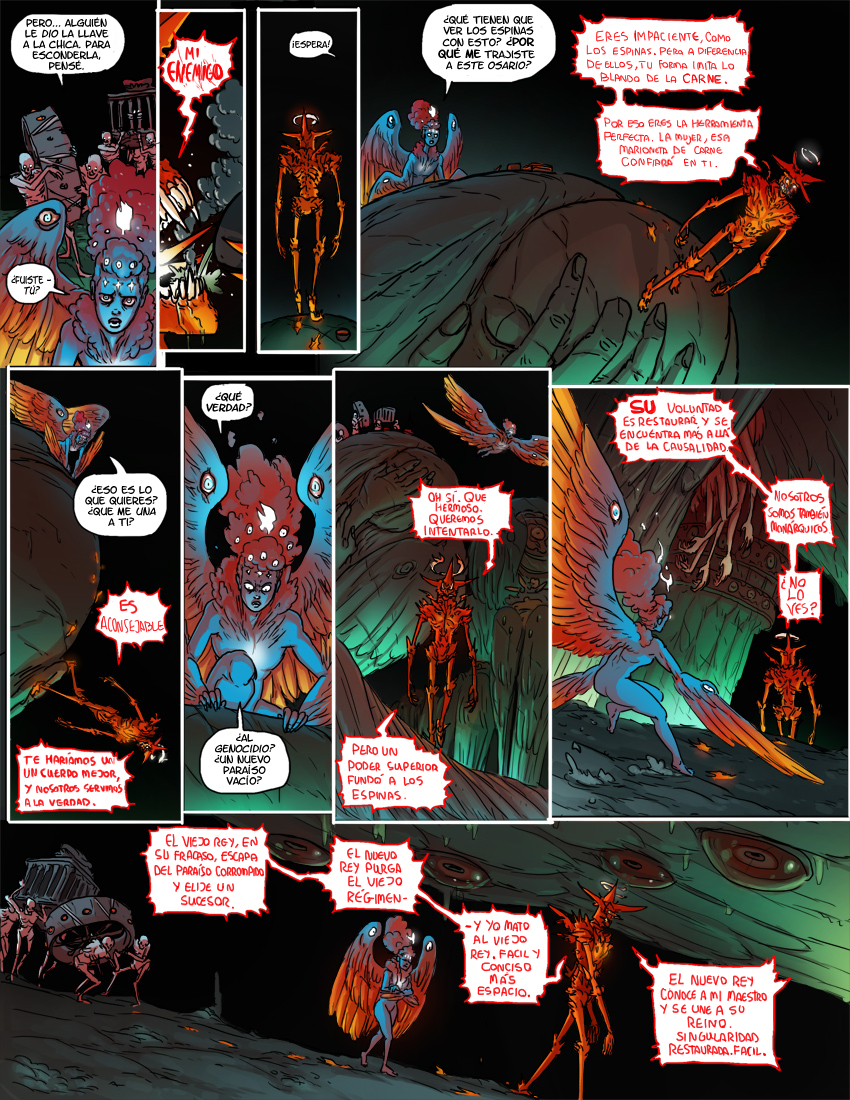 PERO... ALGUIÉN
LE DIO LA LLAVE
A LA CHICA. PARA
ESCONDERLA,
PENSÉ.
¿FUISTE -
TÚ?
MI
ENEMIGO
¡ESPERA!
¿QUÉ TIENEN QUE
VER LOS ESPINAS
CON ESTO? ¿POR
QUÉ ME TRAJISTE
A ESTE OSARIO?
ERES IMPACIENTE, COMO
LOS ESPINAS. PERA A DIFERENCIA
DE ELLOS, TU FORMA IMITA LO
BLANDO DE LA CARNE.
POR ESO ERES LA HERRAMIENTA
PERFECTA. LA MUJER, ESA
MARIONETA DE CARNE
CONFIARÁ EN TI.
¿ESO ES LO
QUE QUIERES?
¿QUE ME UNA
A TI?
ES
ACONSEJABLE
TE HARÍAMOS UN
UN CUERDO MEJOR,
Y NOSOTROS SERVIMOS
A LA VERDAD.
¿QUÉ
VERDAD?
¿AL
GENOCIDIO?
¿UN NUEVO
PARAÍSO
VACÍO?
OH SÍ. QUE
HERMOSO.
QUEREMOS
INTENTARLO..
PERO UN
PODER SUPERIOR
FUNDÓ A LOS
ESPINAS.
SU VOLUNTAD
ES RESTAURAR Y SE
ENCUENTRA MÁS ALLÁ
DE LA CAUSALIDAD.
NOSOTROS
SOMOS TAMBIÉN
MONÁRQUICOS
¿NO
LO
VES?
EL VIEJO REY, EN
SU FRACASO, ESCAPA
DEL PARAÍSO CORROMPIDO
Y ELIJE UN
SUCESOR.
EL NUEVO
REY PURGA
EL VIEJO
RÉGIMEN-
-Y YO MATO
AL VIEJO
REY. FACIL Y
CONCISO
MÁS
ESPACIO.
EL NUEVO REY
CONOCE A MI MAESTRO
Y SE UNE A SU
REINO.
SINGULARIDAD
RESTAURADA. FACIL.